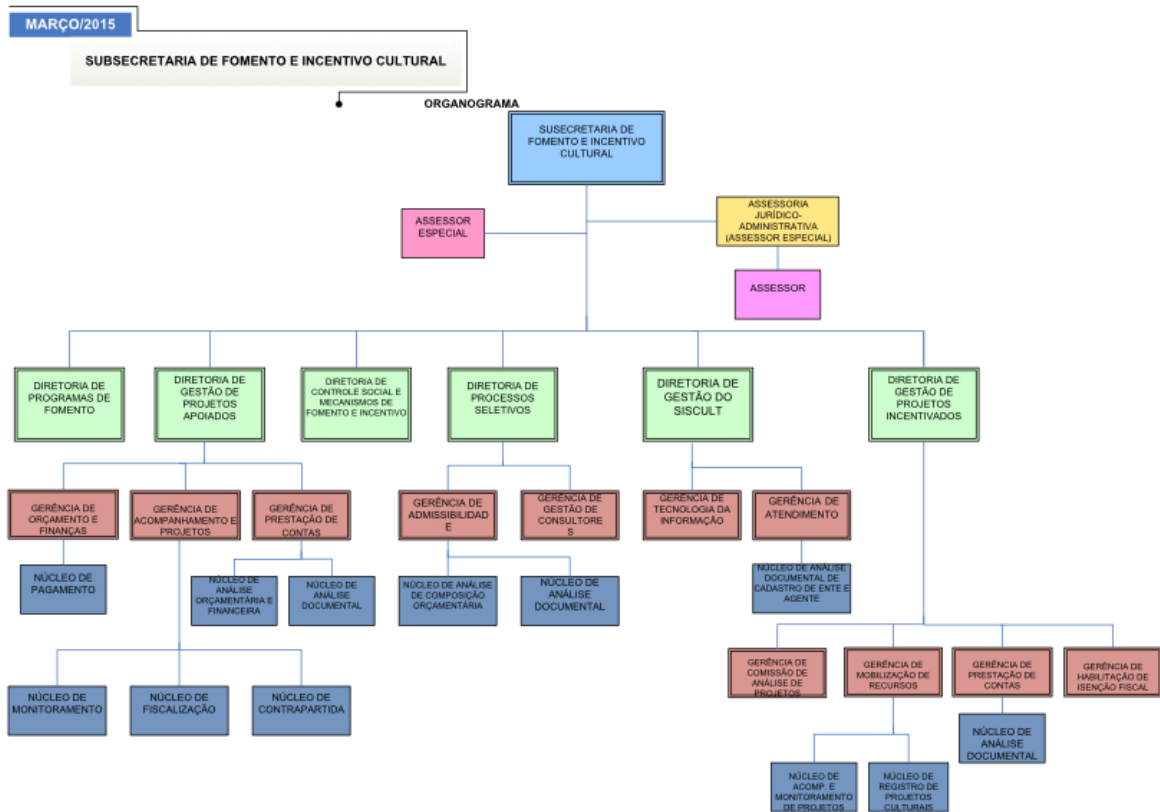 MARÇO/2015
SUBSECRETARIA DE FOMENTO E INCENTIVO CULTURAL
ORGANOGRAMA
SUSECRETARIA DE
FOMENTO E INCENTIVO
CULTURAL
ASSESSOR
ESPECIAL
ASSESSORIA
JURÍDICO-
ADMINISTRATIVA
(ASSESSOR ESPECIAL)
ASSESSOR
DIRETORIA DE
PROGRAMAS DE
FOMENTO
DIRETORIA DE
GESTÃO DE
PROJETOS
APOIADOS
DIRETORIA DE
CONTROLE SOCIAL E
MECANISMOS DE
FOMENTO E INCENTIVO
DIRETORIA DE
PROCESSOS
SELETIVOS
DIRETORIA DE
GESTÃO DO
SISCULT
DIRETORIA DE
GESTÃO DE
PROJETOS
INCENTIVADOS
GERÊNCIA DE
ORÇAMENTO E
FINANÇAS
GERÊNCIA DE
ACOMPANHAMENTO E
PROJETOS
GERÊNCIA DE
PRESTAÇÃO DE
CONTAS
GERÊNCIA DE
ADMISSIBILIDAD
E
GERÊNCIA DE
GESTÃO DE
CONSULTORE
S
GERÊNCIA DE
TECNOLOGIA DA
INFORMAÇÃO
GERÊNCIA DE
ATENDIMENTO
NÚCLEO DE
PAGAMENTO
NÚCLEO DE
ANÁLISE
ORÇAMENTÁRIA E
FINANCEIRA
NÚCLEO DE
ANÁLISE
DOCUMENTAL
NÚCLEO DE ANÁLISE
DE COMPOSIÇÃO
ORÇAMENTÁRIA
NÚCLEO DE
ANÁLISE
DOCUMENTAL
NÚCLEO DE ANÁLISE
DOCUMENTAL DE
CADASTRO DE ENTE E
AGENTE
GERÊNCIA DE
COMISSÃO DE
ANÁLISE DE
PROJETOS
GERÊNCIA DE
MOBILIZAÇÃO DE
RECURSOS
GERÊNCIA DE
PRESTAÇÃO DE
CONTAS
GERÊNCIA DE
HABILITAÇÃO DE
ISENÇÃO FISCAL
NÚCLEO DE
MONITORAMENTO
NÚCLEO DE
FISCALIZAÇÃO
NÚCLEO DE
CONTRAPARTIDA
NÚCLEO DE
ANÁLISE
DOCUMENTAL
NÚCLEO DE
ACOMP. E
MONITORAMENTO
DE PROJETOS
NÚCLEO DE
REGISTRO DE
PROJETOS
CULTURAIS